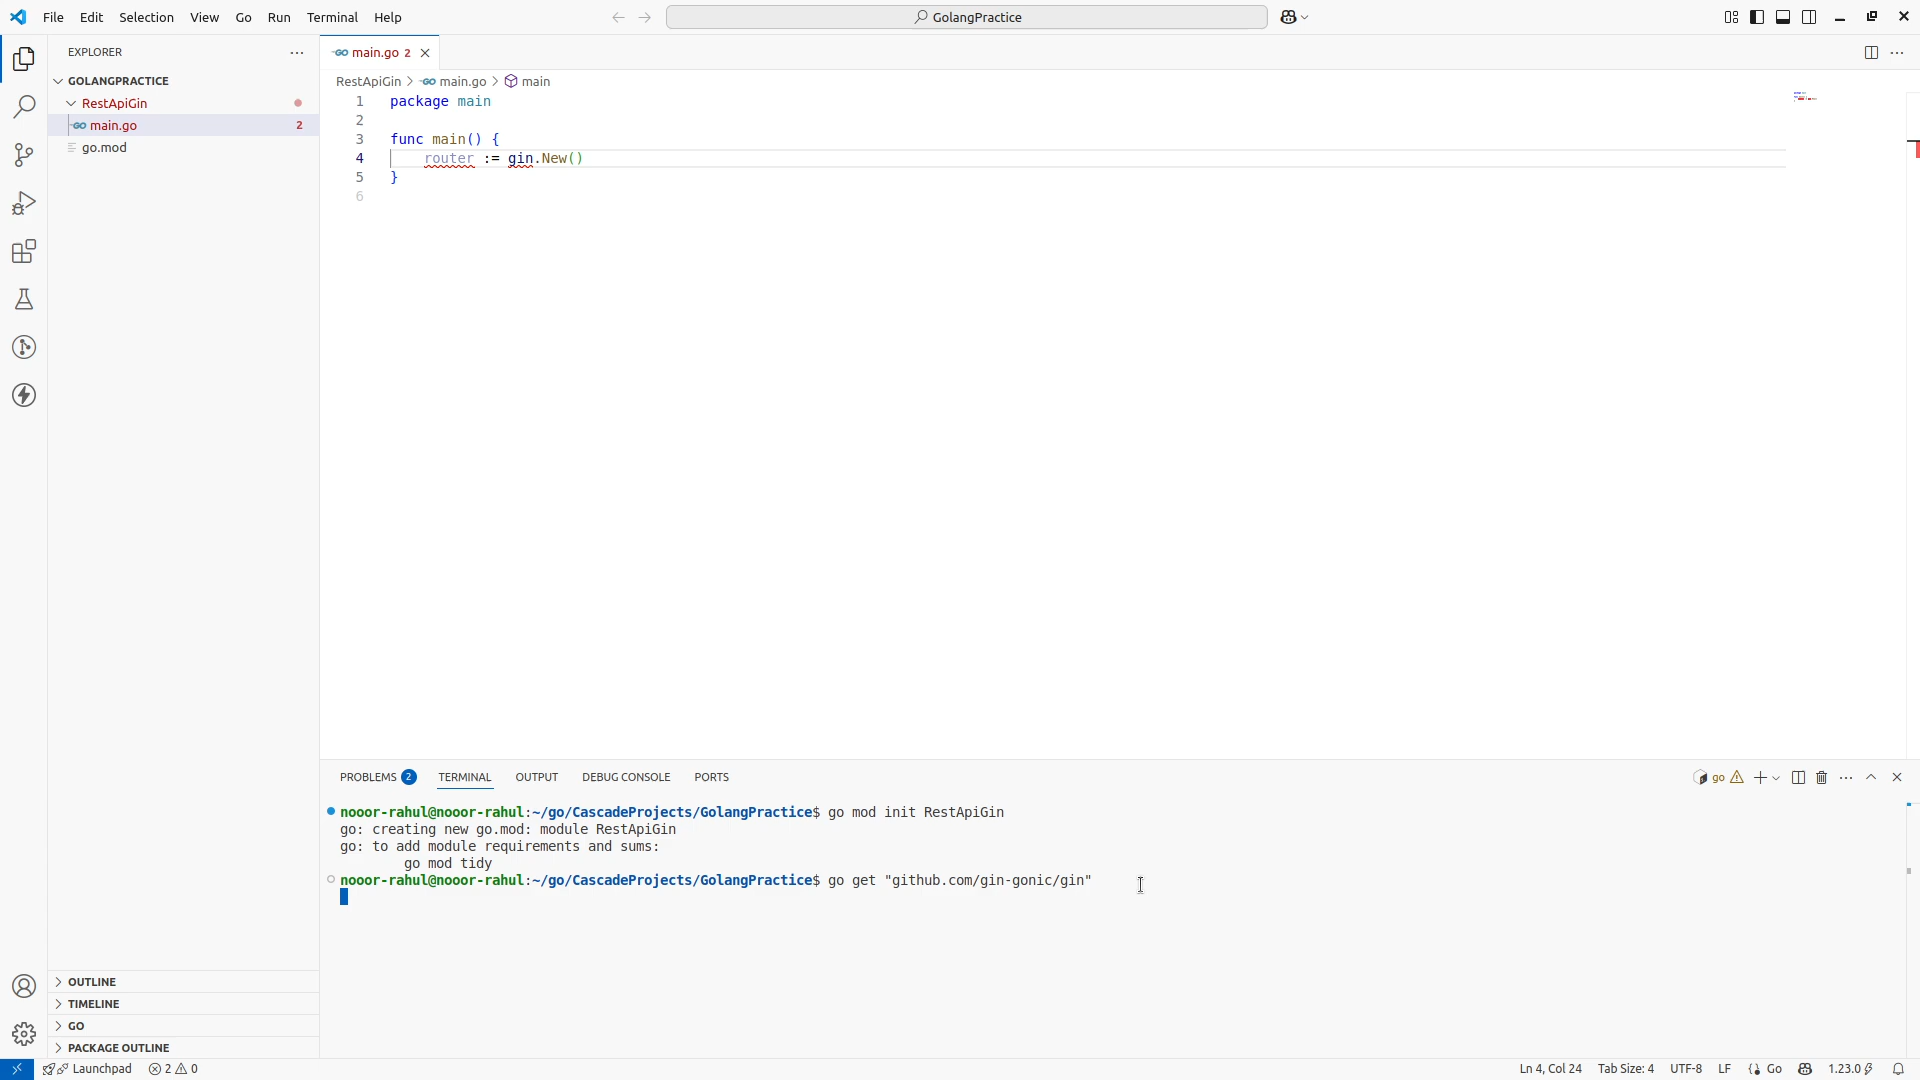 File Edit Selection View Go Run Terminal Help
GolangPractice
EXPLORER
GOLANGPRACTICE
RestApiGin
main.go 2
go.mod
OUTLINE
TIMELINE
GO
PACKAGE OUTLINE
main.go 2
RestApiGin > main.go > main
1 package main
2
3 func main() {
4 router := gin.New()
5 }
6
PROBLEMS 2 TERMINAL OUTPUT DEBUG CONSOLE PORTS
go
nooor-rahul@nooor-rahul:~/go/CascadeProjects/GolangPractice$ go mod init RestApiGin
go: creating new go.mod: module RestApiGin
go: to add module requirements and sums:
go mod tidy
nooor-rahul@nooor-rahul:~/go/CascadeProjects/GolangPractice$ go get "github.com/gin-gonic/gin"
Launchpad 2 0
Ln 4, Col 24 Tab Size: 4 UTF-8 LF Go 1.23.0